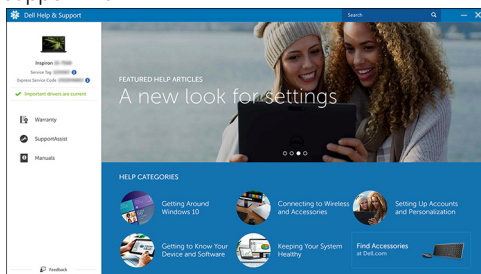 Dell Help & Support
Search
Inspiron
Service Tag
Express Service Code
Important drivers are current
Warranty
SupportAssist
Manuals
Feedback
FEATURED HELP ARTICLES
A new look for settings
HELP CATEGORIES
Getting Around
Windows 10
Connecting to Wireless
and Accessories
Setting Up Accounts
and Personalization
Getting to Know Your
Device and Software
Keeping Your System
Healthy
Find Accessories
at Dell.com